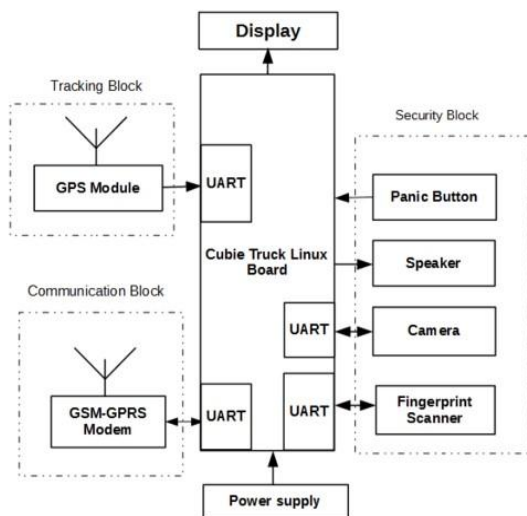 Display
Tracking Block
GPS Module
UART
Security Block
Panic Button
Cubie Truck Linux
Board
Speaker
Communication Block
UART
Camera
GSM-GPRS
Modem
UART
UART
Fingerprint
Scanner
Power supply